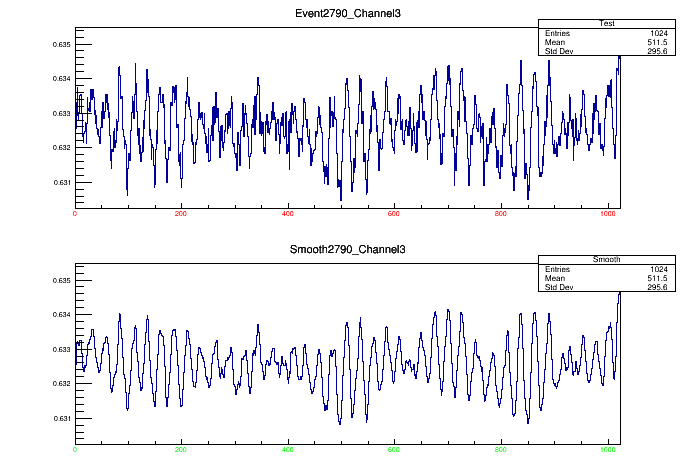 Event2790_Channel3
Test
Entries 1024
Mean 511.5
Std Dev 295.6
0.635
0.634
0.633
0.632
0.631
0 200 400 600 800 1000
Smooth2790_Channel3
Smooth
Entries 1024
Mean 511.5
Std Dev 295.6
0.635
0.634
0.633
0.632
0.631
0 200 400 600 800 1000